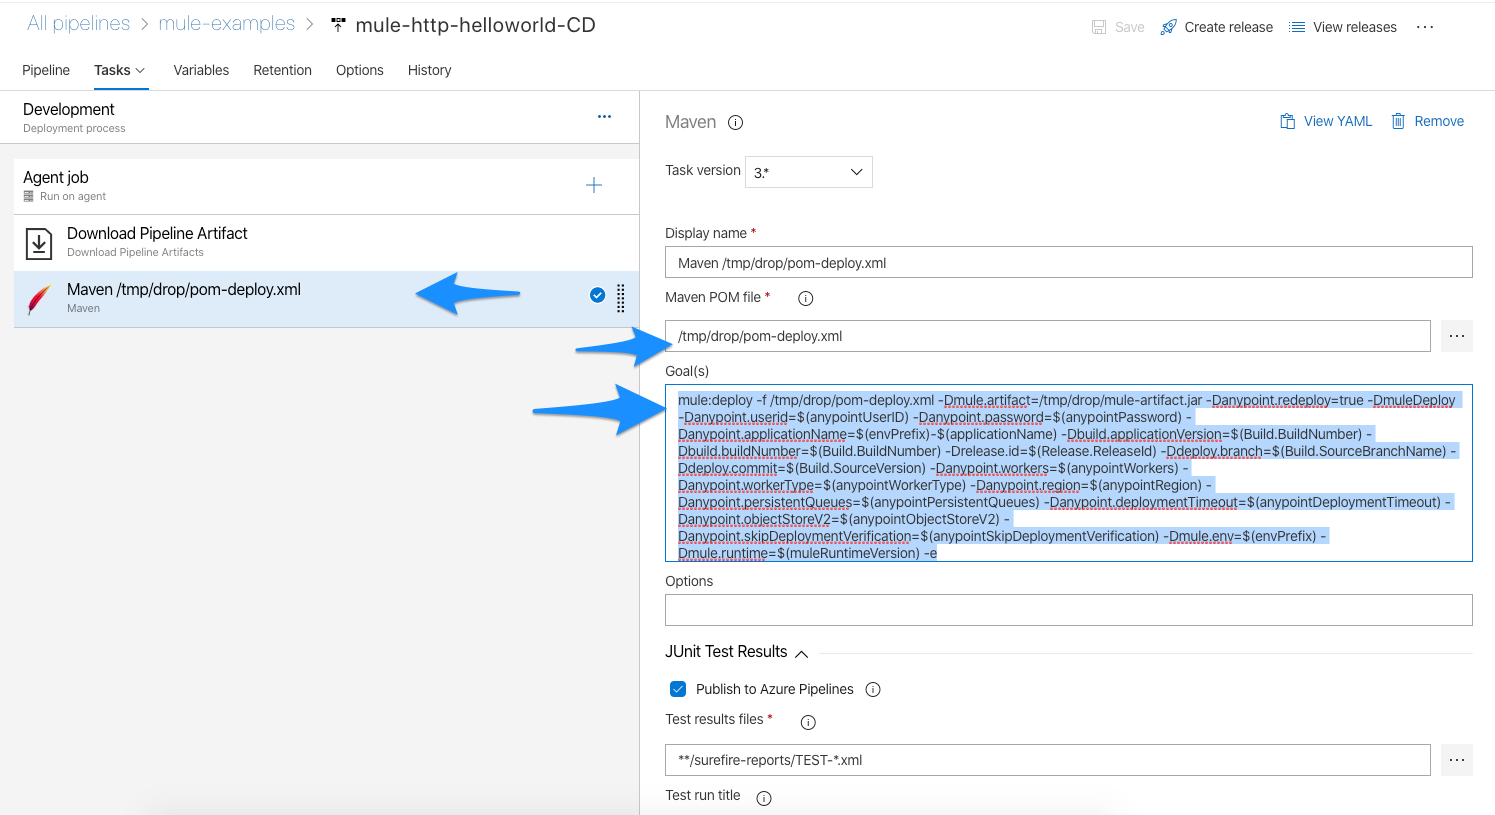 All pipelines > mule-examples > mule-http-helloworld-CD
Save Create release View releases ...
Pipeline Tasks Variables Retention Options History
Development
Deployment process
...
Agent job
Run on agent
Download Pipeline Artifact
Download Pipeline Artifacts
Maven /tmp/drop/pom-deploy.xml
Maven
Maven
View YAML Remove
Task version 3.*
Display name *
Maven /tmp/drop/pom-deploy.xml
Maven POM file *
/tmp/drop/pom-deploy.xml
...
Goal(s)
mule:deploy -f /tmp/drop/pom-deploy.xml -Dmule.artifact=/tmp/drop/mule-artifact.jar -Danypoint.redeploy=true -DmuleDeploy
-Danypoint.userid=$(anypointUserID) -Danypoint.password=$(anypointPassword) -
Danypoint.applicationName=$(envPrefix)-$(applicationName) -Dbuild.applicationVersion=$(Build.BuildNumber) -
Dbuild.buildNumber=$(Build.BuildNumber) -Drelease.id=$(Release.ReleaseId) -Ddeploy.branch=$(Build.SourceBranchName) -
Ddeploy.commit=$(Build.SourceVersion) -Danypoint.workers=$(anypointWorkers) -
Danypoint.workerType=$(anypointWorkerType) -Danypoint.region=$(anypointRegion) -
Danypoint.persistentQueues=$(anypointPersistentQueues) -Danypoint.deploymentTimeout=$(anypointDeploymentTimeout) -
Danypoint.objectStoreV2=$(anypointObjectStoreV2) -
Danypoint.skipDeploymentVerification=$(anypointSkipDeploymentVerification) -Dmule.env=$(envPrefix) -
Dmule.runtime=$(muleRuntimeVersion) -e
Options
JUnit Test Results
Publish to Azure Pipelines
Test results files *
**/surefire-reports/TEST-*.xml
...
Test run title